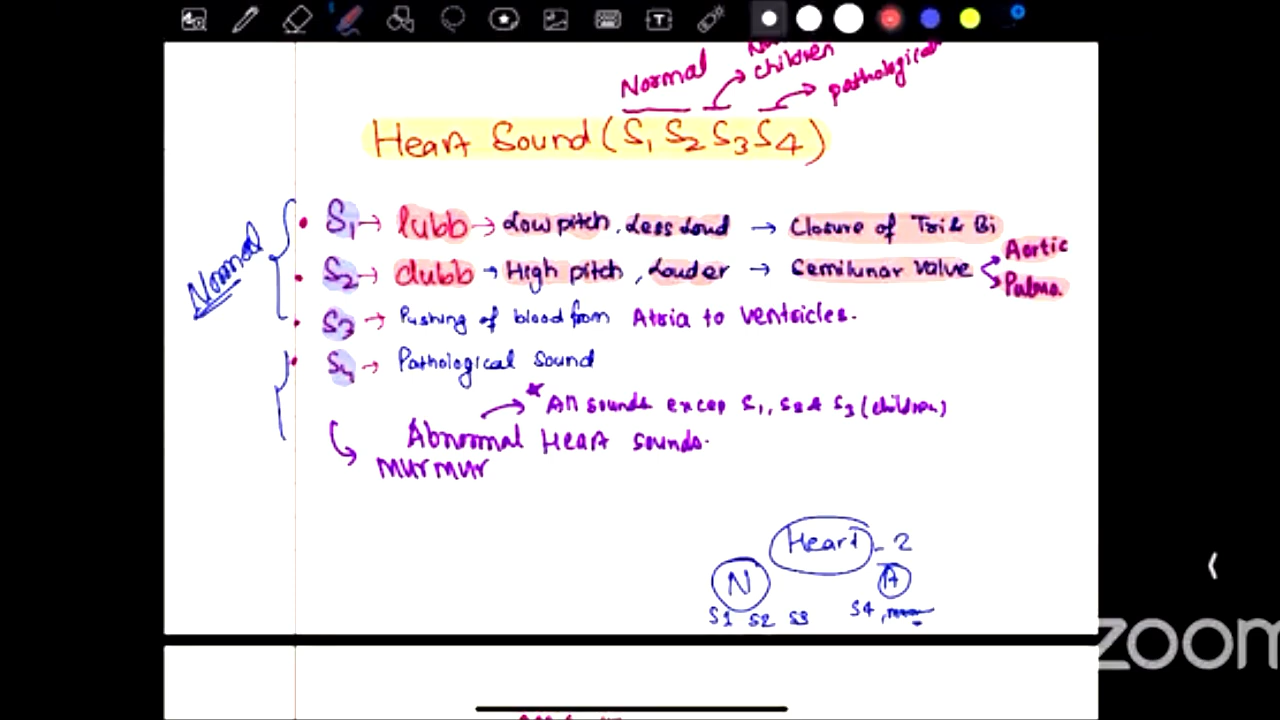 Normal
children
pathological
Heart Sound (S1 S2 S3 S4)
Normal
• S1 → lubb → Low pitch, Less loud → Closure of Tri & Bi
• S2 → dubb → High pitch, Louder → Semilunar Valve
Aortic
Pulmo.
• S3 → Pushing of blood from Atria to ventricles.
• S4 → Pathological Sound
* All sounds excep S1, S2 & S3 (children)
Abnormal Heart sounds.
murmur
Heart - 2
N
A
S1 S2 S3
S4,
zoom